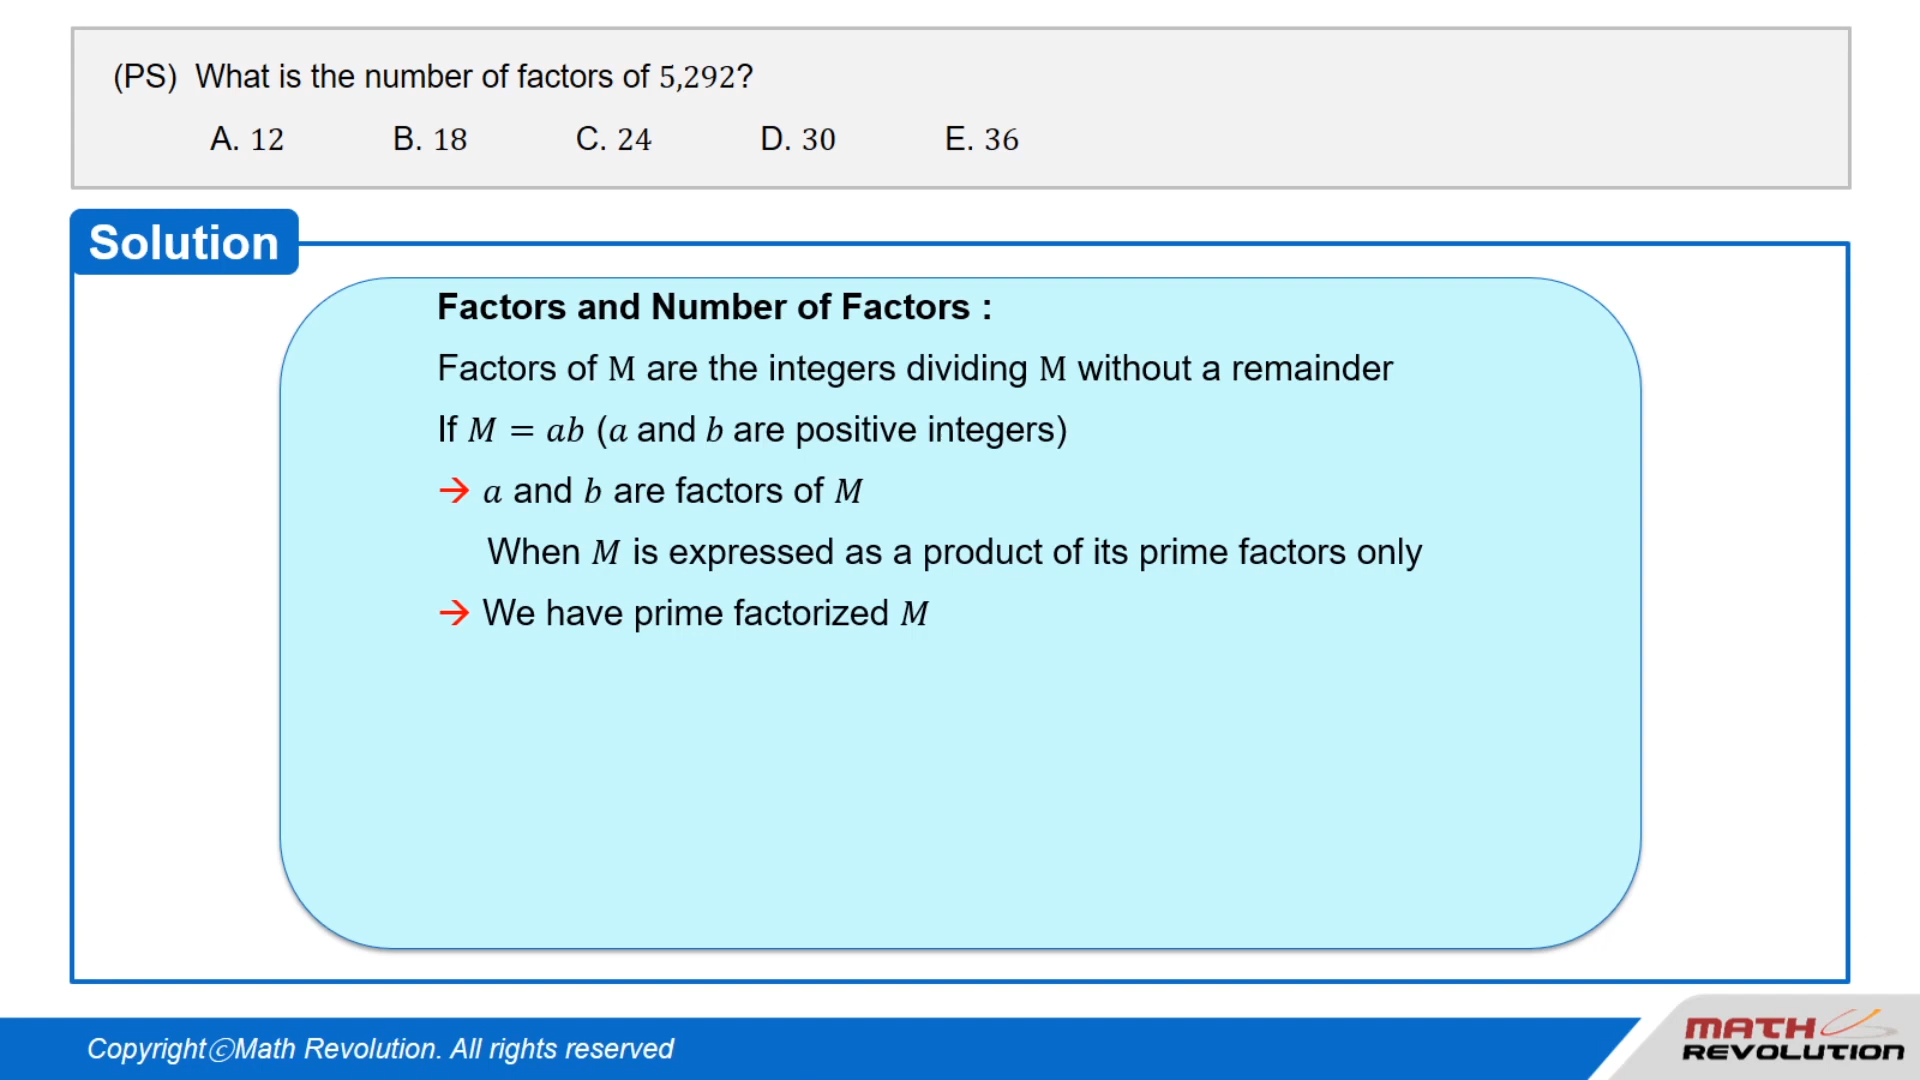 (PS) What is the number of factors of 5,292?
A. 12 B. 18 C. 24 D. 30 E. 36
Solution
Factors and Number of Factors :
Factors of M are the integers dividing M without a remainder
If M = ab (a and b are positive integers)
→ a and b are factors of M
When M is expressed as a product of its prime factors only
→ We have prime factorized M
Copyrightⓒ Math Revolution. All rights reserved
MATH
REVOLUTION